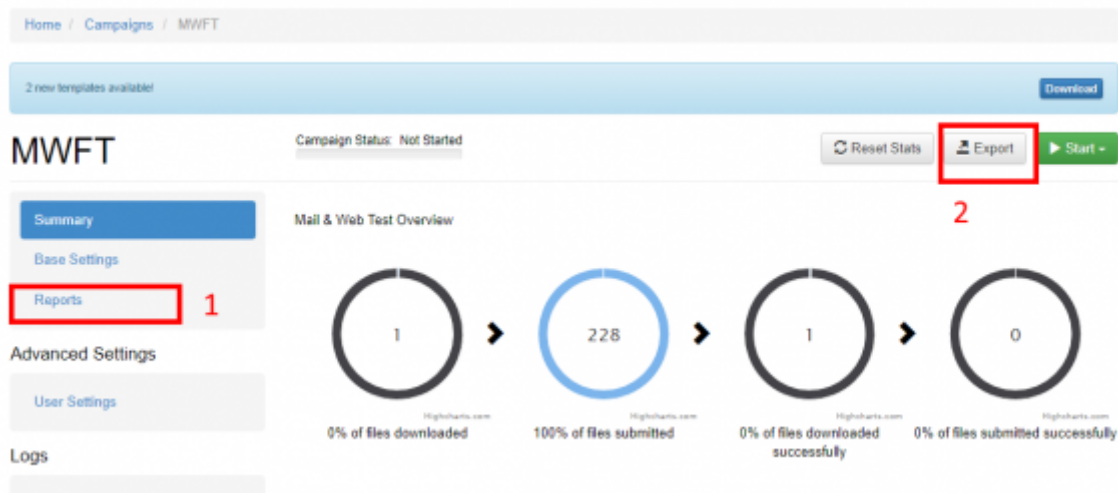 Home / Campaigns / MWFT
2 new templates available!
Download
MWFT
Campaign Status: Not Started
Reset Stats
Export
Start
2
Summary
Base Settings
Reports
1
Advanced Settings
User Settings
Logs
Mail & Web Test Overview
1
228
1
0
Highcharts.com
Highcharts.com
Highcharts.com
Highcharts.com
0% of files downloaded
100% of files submitted
0% of files downloaded
successfully
0% of files submitted successfully